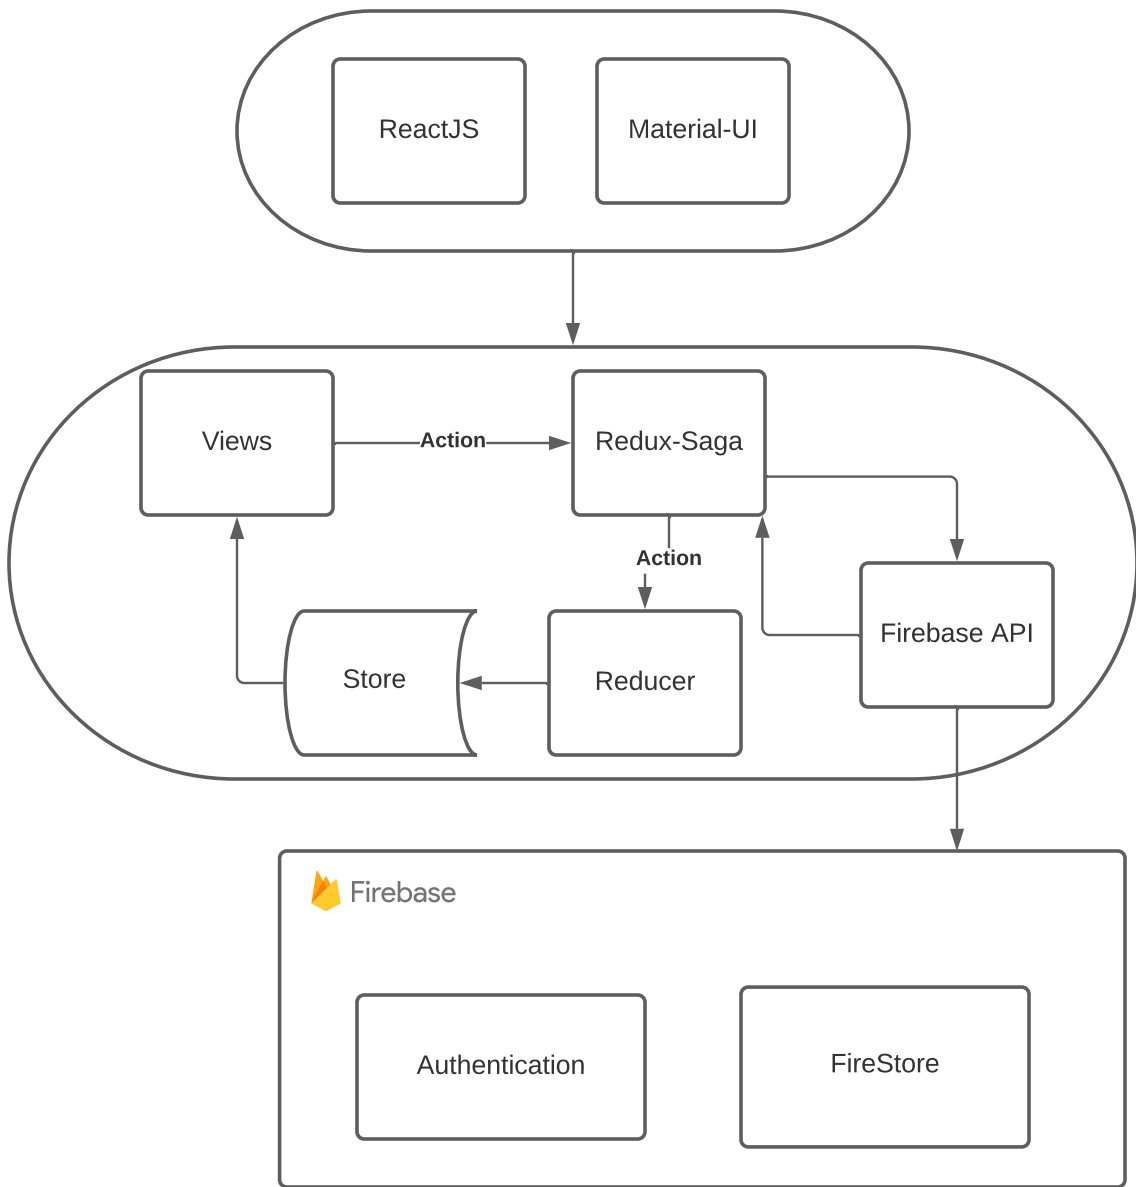 ReactJS
Material-UI
Views
Action
Redux-Saga
Action
Firebase API
Store
Reducer
Firebase
Authentication
FireStore